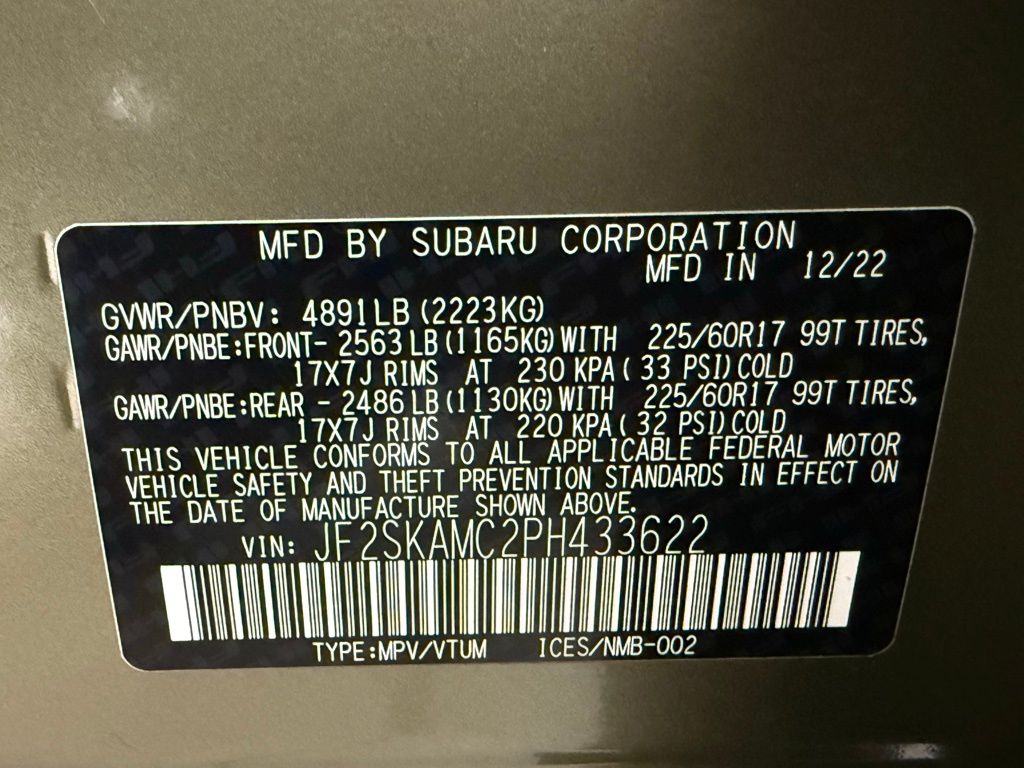 MFD BY SUBARU CORPORATION
MFD IN 12/22
GVWR/PNBV: 4891LB (2223KG)
GAWR/PNBE:FRONT- 2563 LB (1165KG) WITH 225/60R17 99T TIRES,
17X7J RIMS AT 230 KPA ( 33 PSI) COLD
GAWR/PNBE:REAR - 2486 LB (1130KG) WITH 225/60R17 99T TIRES,
17X7J RIMS AT 220 KPA ( 32 PSI) COLD
THIS VEHICLE CONFORMS TO ALL APPLICABLE FEDERAL MOTOR
VEHICLE SAFETY AND THEFT PREVENTION STANDARDS IN EFFECT ON
THE DATE OF MANUFACTURE SHOWN ABOVE.
VIN: JF2SKAMC2PH433622
TYPE:MPV/VTUM ICES/NMB-002